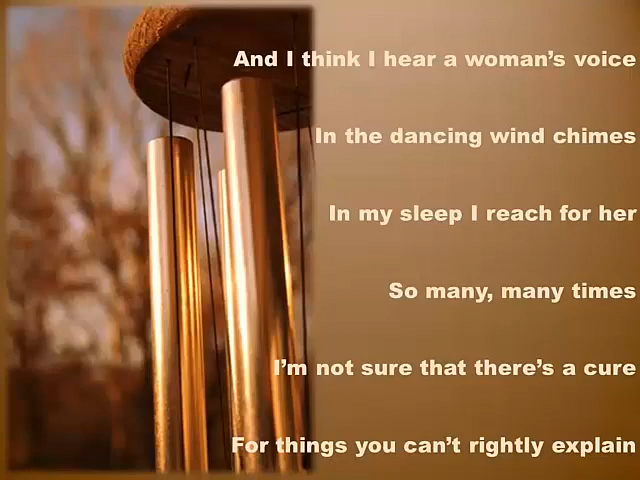 And I think I hear a woman’s voice
In the dancing wind chimes
In my sleep I reach for her
So many, many times
I’m not sure that there’s a cure
For things you can’t rightly explain